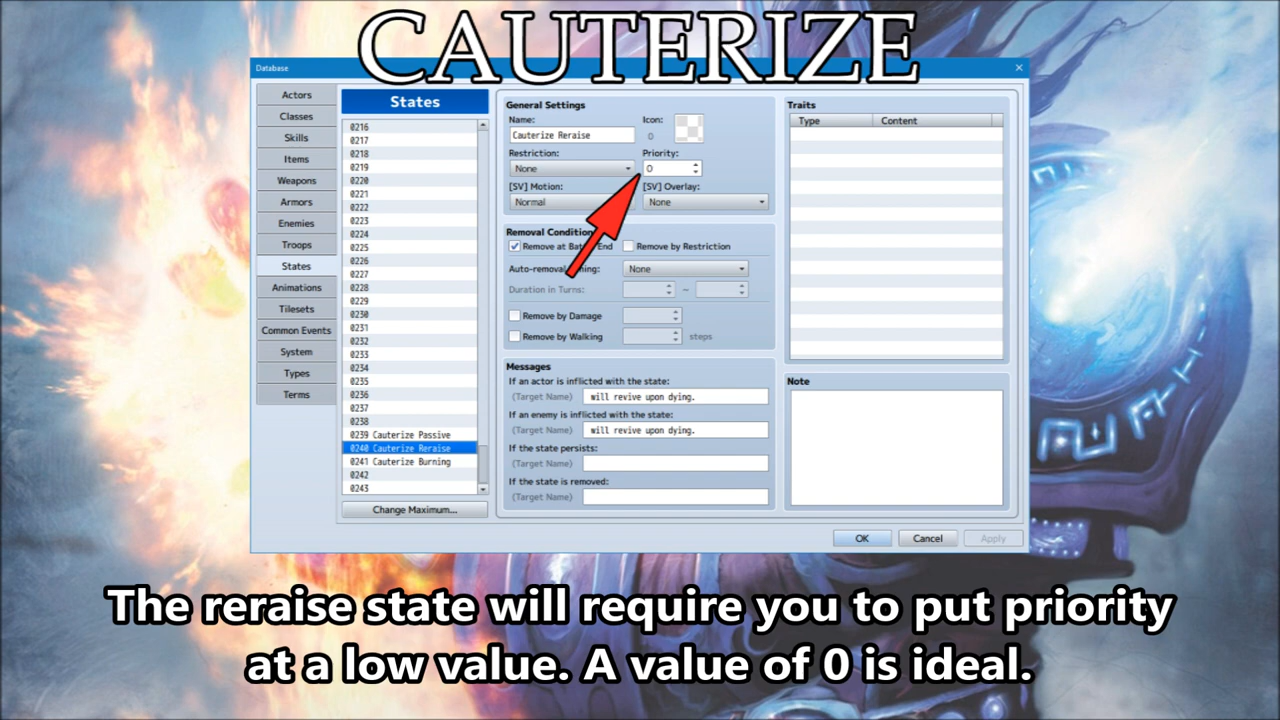 CAUTERIZE
Database
Actors
Classes
Skills
Items
Weapons
Armors
Enemies
Troops
States
Animations
Tilesets
Common Events
System
Types
Terms
States
0216
0217
0218
0219
0220
0221
0222
0223
0224
0225
0226
0227
0228
0229
0230
0231
0232
0233
0234
0235
0236
0237
0238
0239 Cauterize Passive
0240 Cauterize Reraise
0241 Cauterize Burning
0242
0243
Change Maximum...
General Settings
Name: Icon:
Cauterize Reraise 0
Restriction: Priority:
None 0
[SV] Motion: [SV] Overlay:
Normal None
Removal Condition
Remove at Bat End Remove by Restriction
Auto-removal ing: None
Duration in Turns: ~
Remove by Damage
Remove by Walking steps
Messages
If an actor is inflicted with the state:
(Target Name) will revive upon dying.
If an enemy is inflicted with the state:
(Target Name) will revive upon dying.
If the state persists:
(Target Name)
If the state is removed:
(Target Name)
Traits
Type Content
Note
OK Cancel Apply
The reraise state will require you to put priority
at a low value. A value of 0 is ideal.